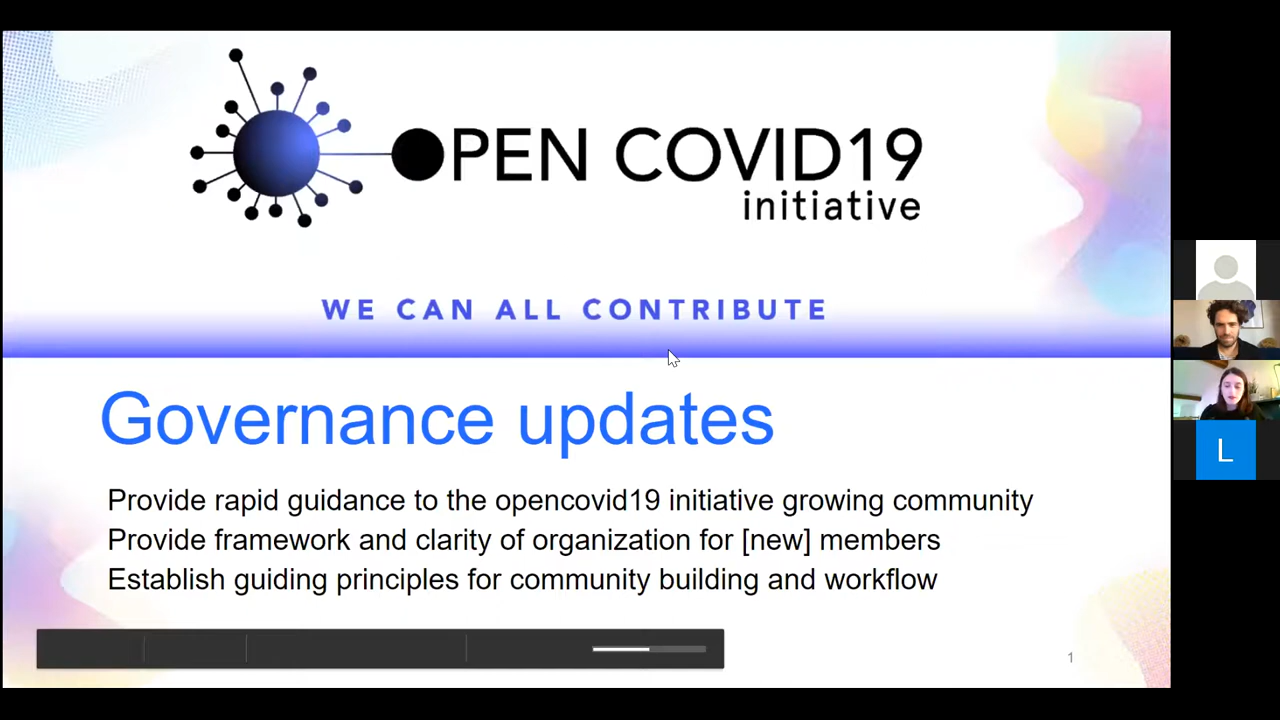 OPEN COVID19
initiative
WE CAN ALL CONTRIBUTE
Governance updates
Provide rapid guidance to the opencovid19 initiative growing community
Provide framework and clarity of organization for [new] members
Establish guiding principles for community building and workflow
1
L